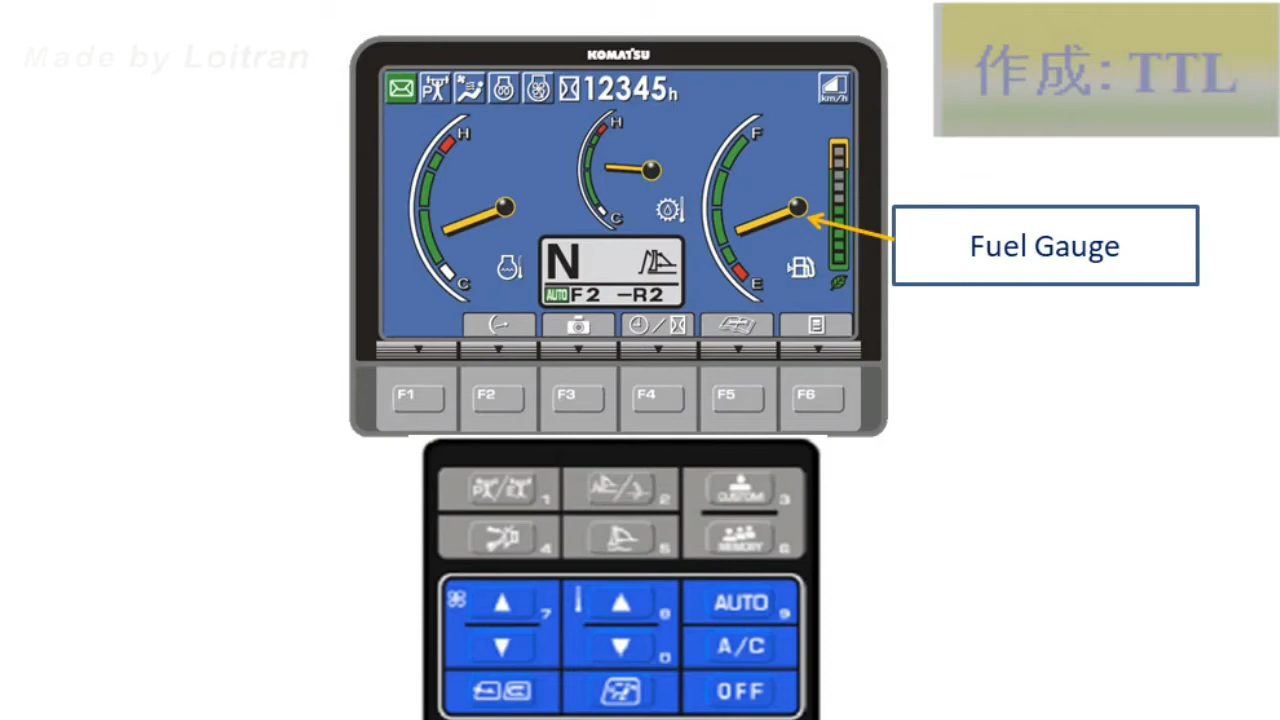 Made by Loitran
作成: TTL
KOMATSU
12345h
km/h
H
H
F
C
C
E
N
AUTO F2 -R2
Fuel Gauge
F1 F2 F3 F4 F5 F6
P / E 1
2
CUSTOM 3
4
5
MEMORY 6
7
8
AUTO 9
0
A/C
OFF